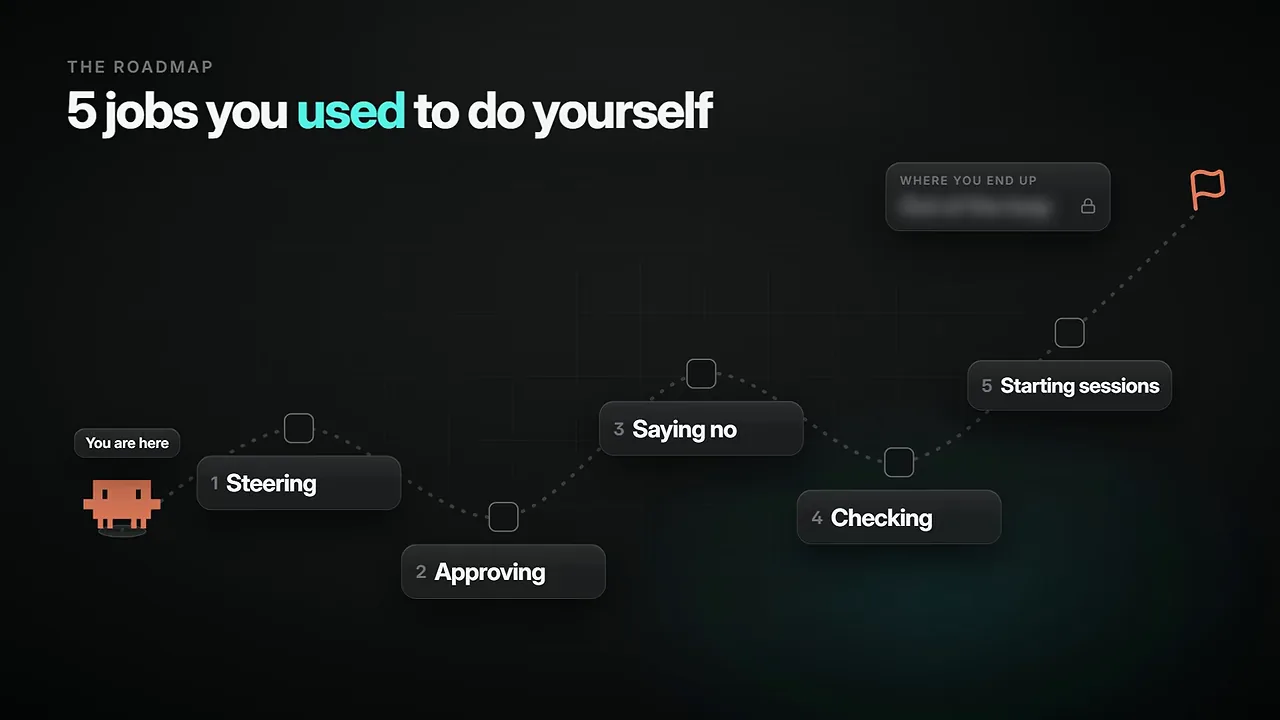 THE ROADMAP
5 jobs you used to do yourself
WHERE YOU END UP
You are here
1 Steering
2 Approving
3 Saying no
4 Checking
5 Starting sessions